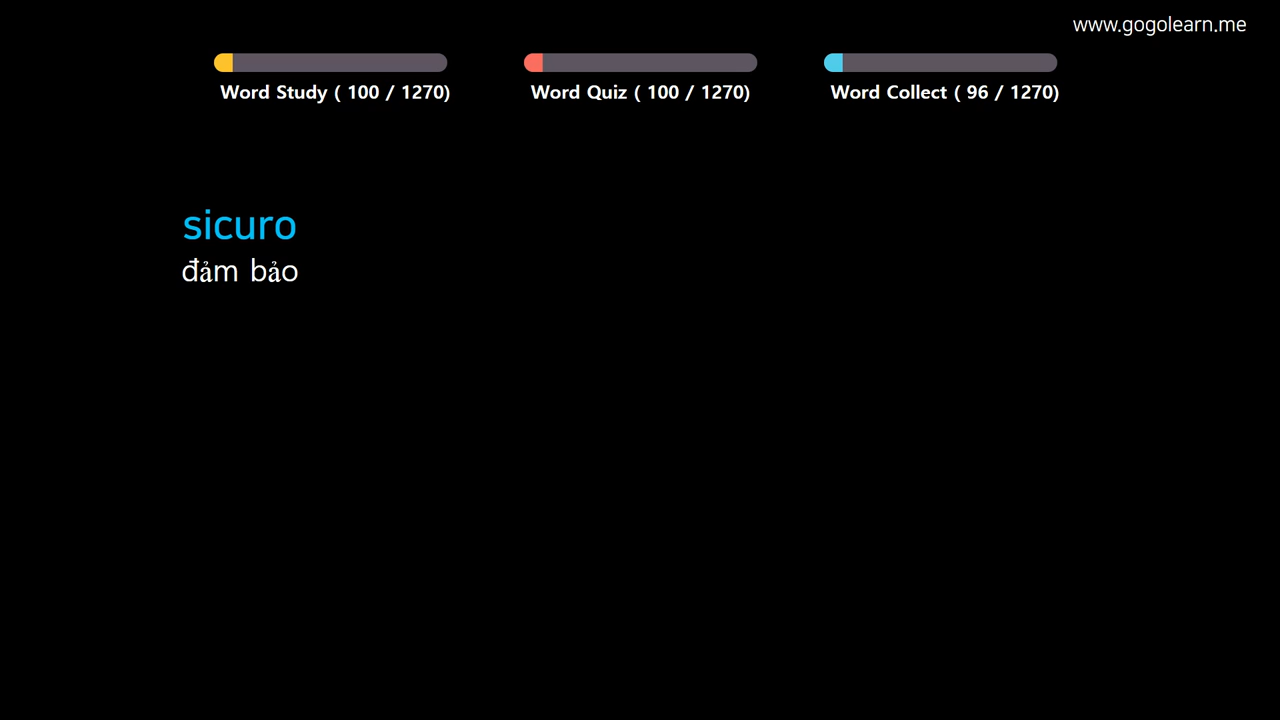 www.gogolearn.me
Word Study ( 100 / 1270)
Word Quiz ( 100 / 1270)
Word Collect ( 96 / 1270)
sicuro
đảm bảo